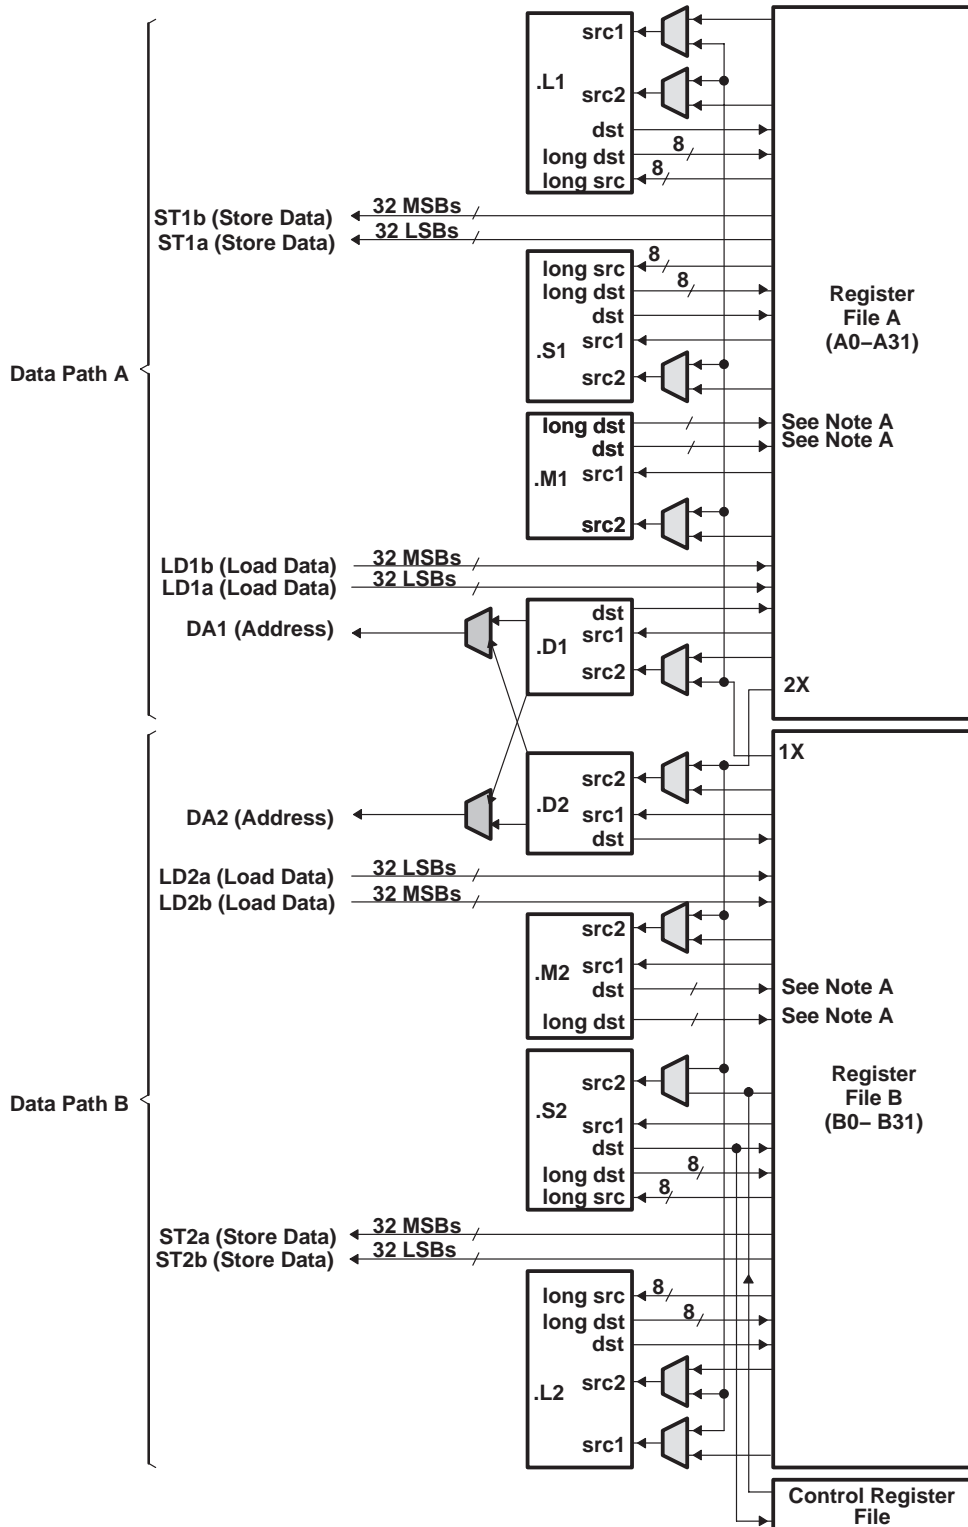 src1
.L1
src2
dst
long dst
8
long src
8
ST1b (Store Data)
32 MSBs
ST1a (Store Data)
32 LSBs
long src
8
long dst
8
dst
.S1
src1
src2
Register
File A
(A0–A31)
Data Path A
long dst
See Note A
dst
See Note A
.M1
src1
src2
LD1b (Load Data)
32 MSBs
LD1a (Load Data)
32 LSBs
DA1 (Address)
dst
.D1
src1
src2
2X
1X
DA2 (Address)
src2
.D2
src1
dst
LD2a (Load Data)
32 LSBs
LD2b (Load Data)
32 MSBs
src2
.M2
src1
dst
See Note A
long dst
See Note A
Data Path B
src2
.S2
src1
dst
long dst
8
long src
8
Register
File B
(B0– B31)
ST2a (Store Data)
32 MSBs
ST2b (Store Data)
32 LSBs
long src
8
long dst
8
dst
.L2
src2
src1
Control Register
File